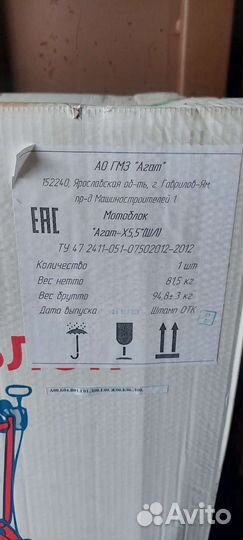 АО ГМЗ "Агат"
152240, Ярославская об-ть, г. Гаврилов-Ям,
пр-д Машиностроителей 1
EAC
Мотоблок
"Агат-Х5,5"(ШЛ)
ТУ 47 2411-051-07502012-2012
Количество 1 шт
Вес нетто 81,5 кг
Вес брутто 94,8±3 кг
Дата выпуска Штамп ОТК
Avito